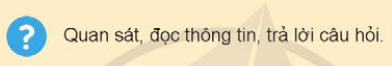 ?
Quan sát, đọc thông tin, trả lời câu hỏi.